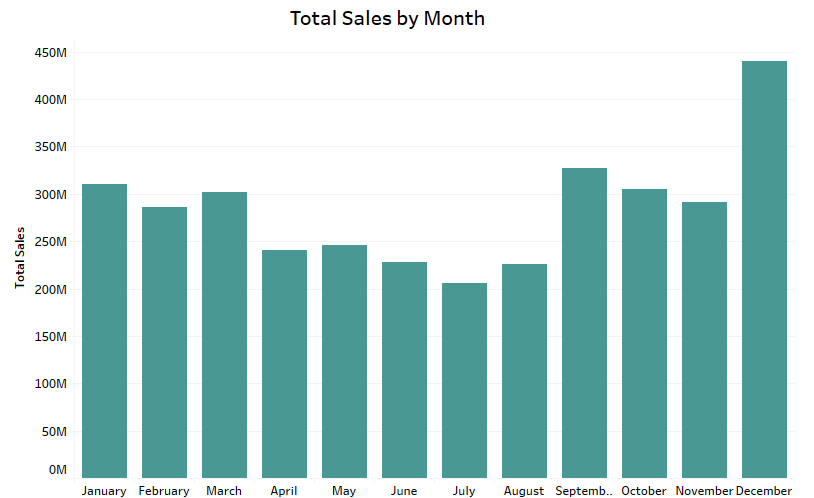 Total Sales by Month
Total Sales
450M
400M
350M
300M
250M
200M
150M
100M
50M
0M
January February March April May June July August Septemb.. October November December